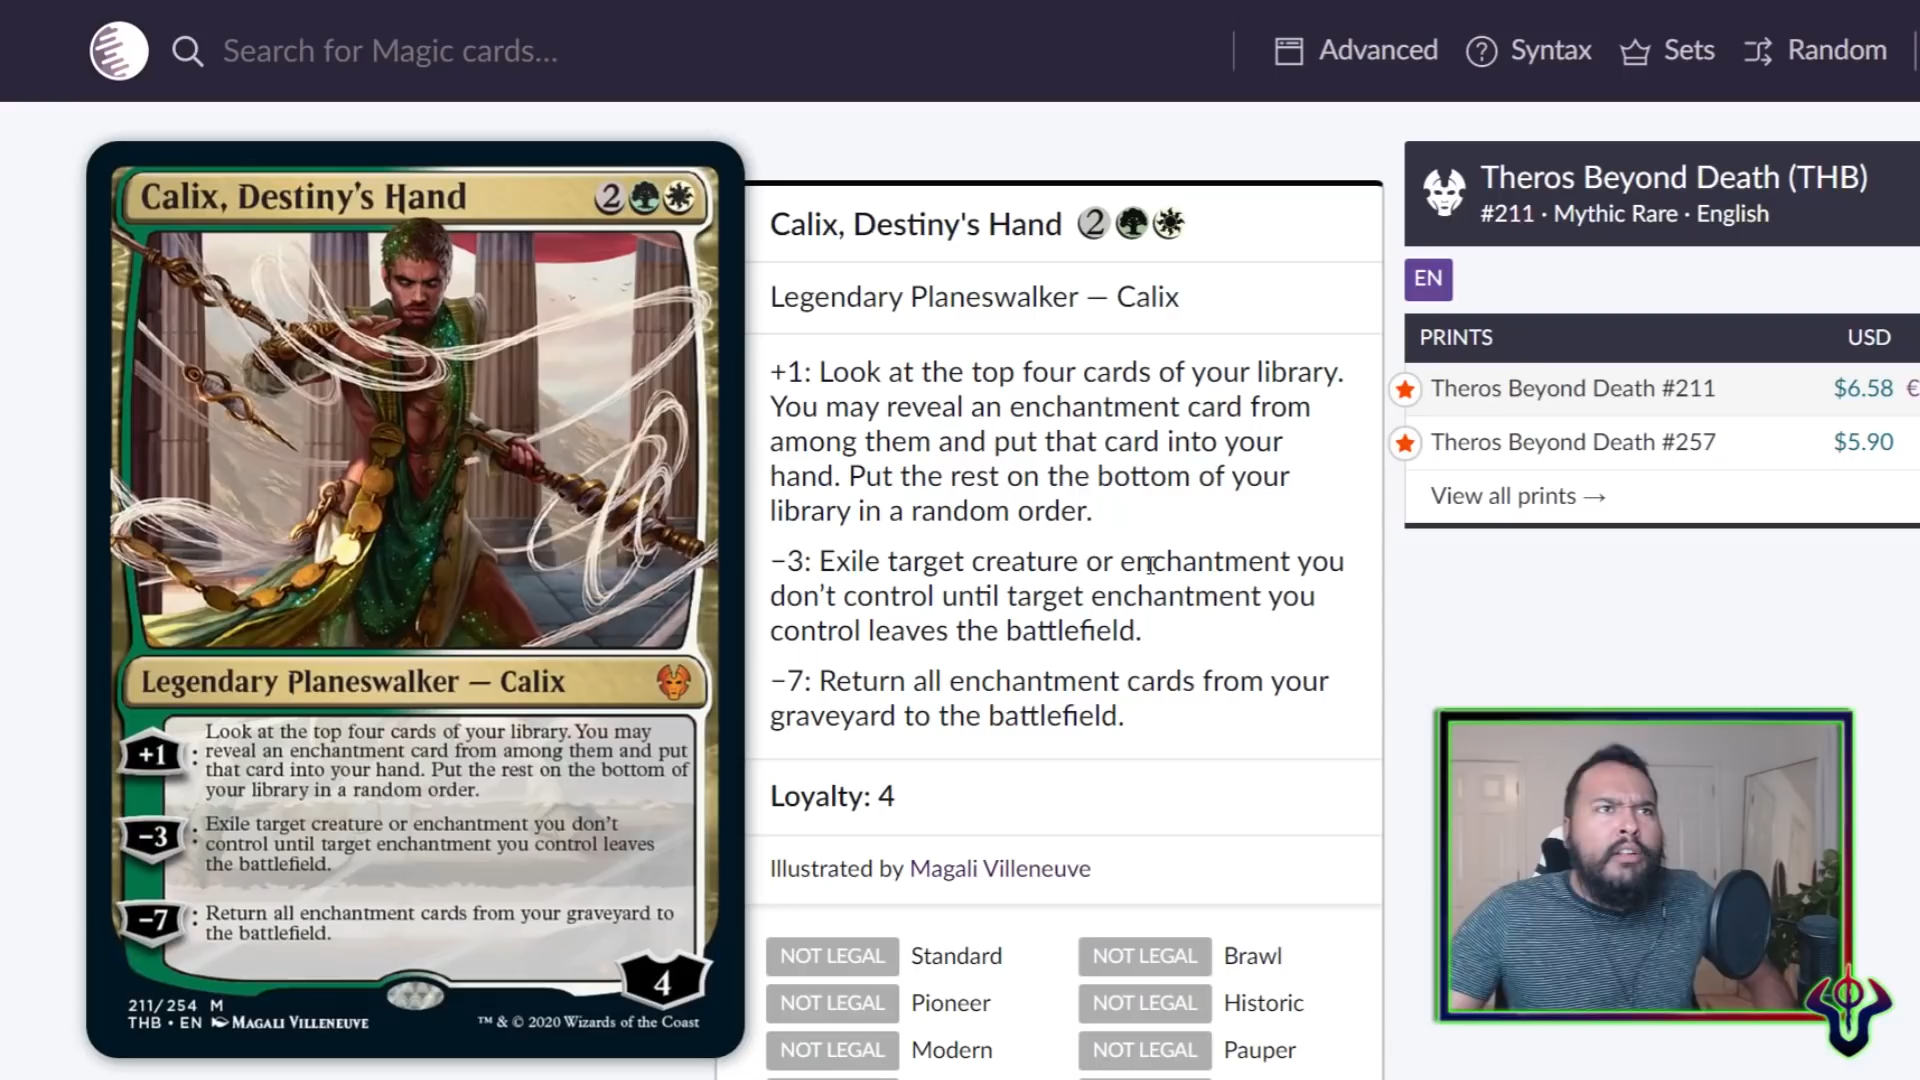 Search for Magic cards...
Advanced
Syntax
Sets
Random
Calix, Destiny's Hand 2
Legendary Planeswalker — Calix
+1: Look at the top four cards of your library. You may
reveal an enchantment card from among them and put
that card into your hand. Put the rest on the bottom of
your library in a random order.
−3: Exile target creature or enchantment you don't
control until target enchantment you control leaves
the battlefield.
−7: Return all enchantment cards from your graveyard to
the battlefield.
4
211/254 M
THB • EN MAGALI VILLENEUVE
™ & © 2020 Wizards of the Coast
Calix, Destiny's Hand 2
Legendary Planeswalker — Calix
+1: Look at the top four cards of your library.
You may reveal an enchantment card from
among them and put that card into your
hand. Put the rest on the bottom of your
library in a random order.
−3: Exile target creature or enchantment you
don't control until target enchantment you
control leaves the battlefield.
−7: Return all enchantment cards from your
graveyard to the battlefield.
Loyalty: 4
Illustrated by Magali Villeneuve
NOT LEGAL Standard
NOT LEGAL Brawl
NOT LEGAL Pioneer
NOT LEGAL Historic
NOT LEGAL Modern
NOT LEGAL Pauper
Theros Beyond Death (THB)
#211 · Mythic Rare · English
EN
PRINTS USD
Theros Beyond Death #211 $6.58 €
Theros Beyond Death #257 $5.90
View all prints →